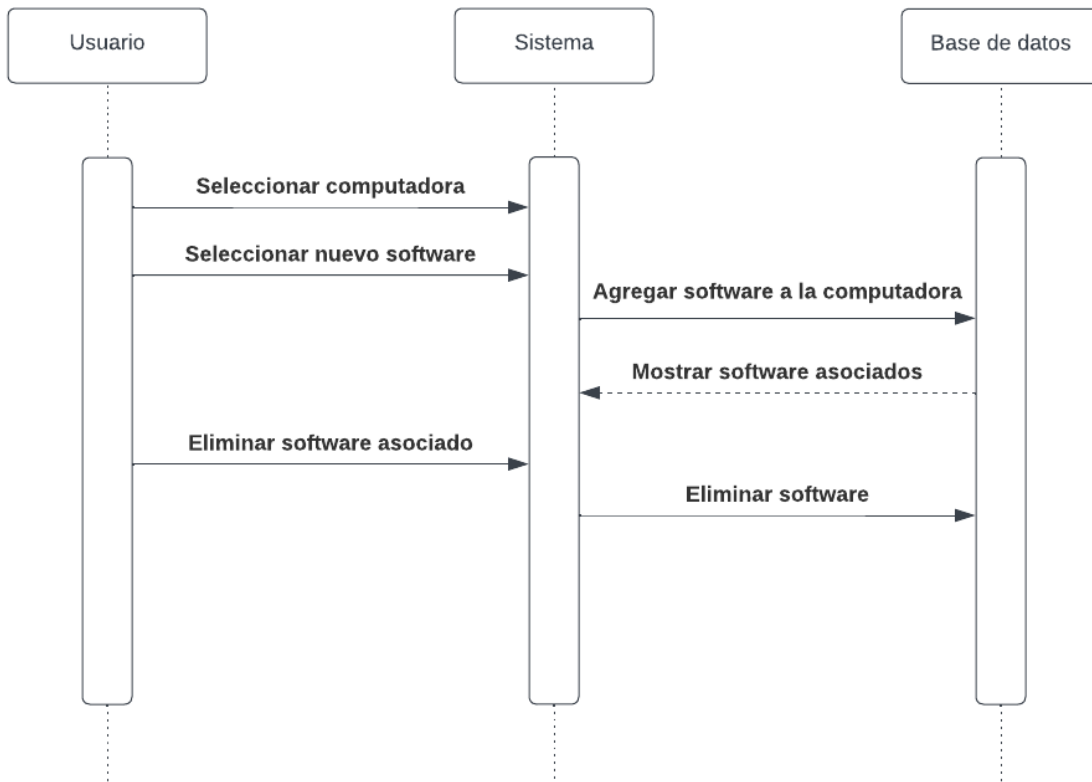 Usuario
Sistema
Base de datos
Seleccionar computadora
Seleccionar nuevo software
Agregar software a la computadora
Mostrar software asociados
Eliminar software asociado
Eliminar software